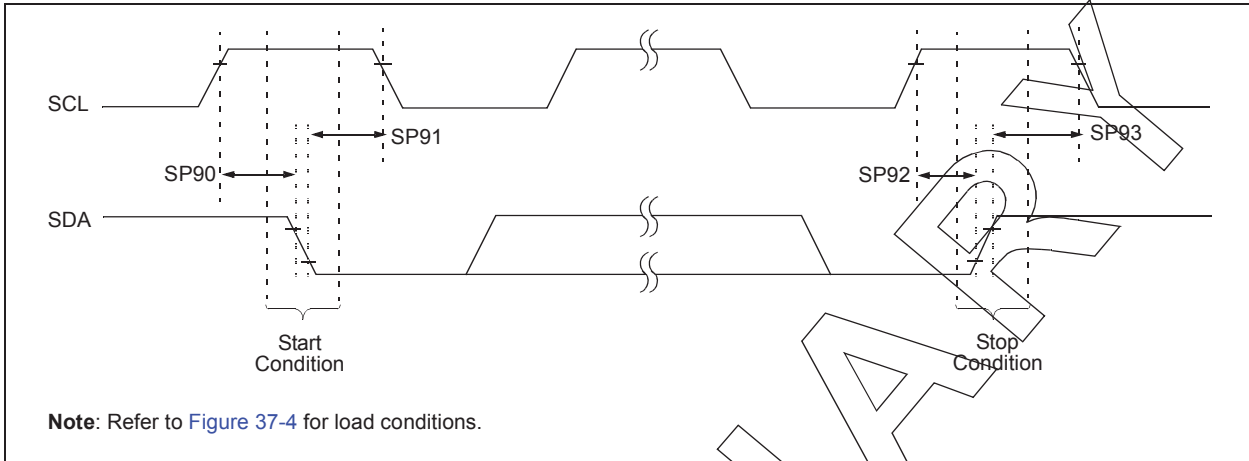 SCL
SP91
SP93
SP90
SP92
SDA
Start
Condition
Stop
Condition
Note: Refer to Figure 37-4 for load conditions.